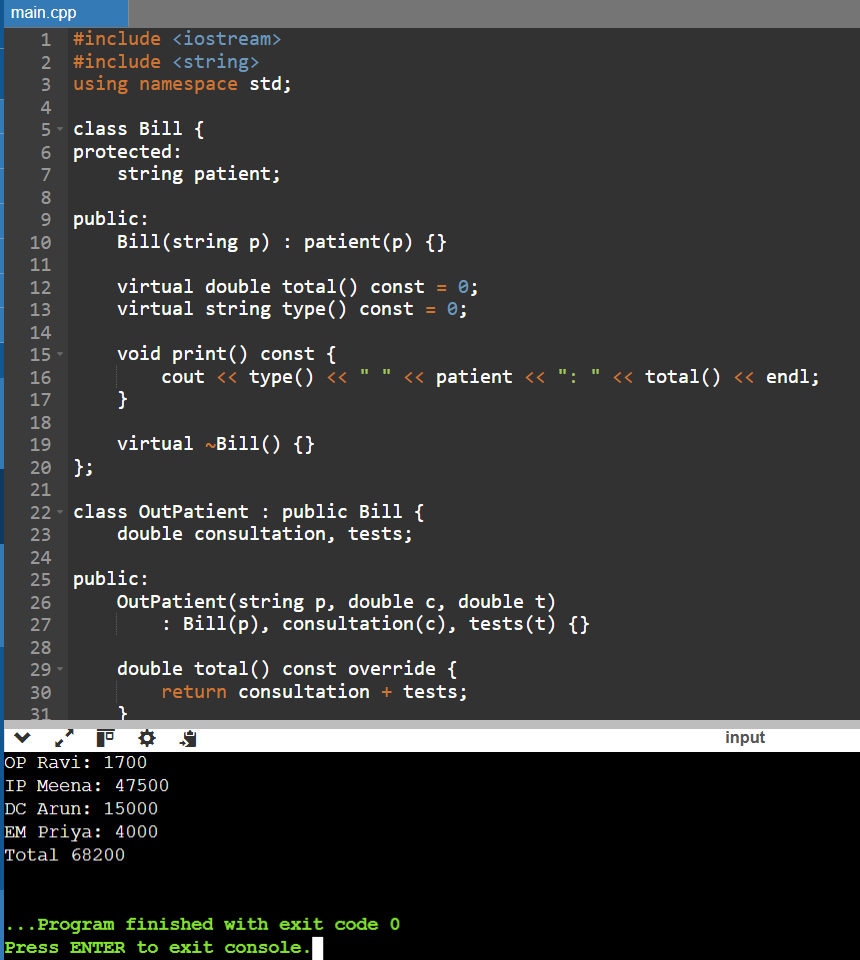 main.cpp
1 #include <iostream>
2 #include <string>
3 using namespace std;
4
5 class Bill {
6 protected:
7     string patient;
8
9 public:
10     Bill(string p) : patient(p) {}
11
12     virtual double total() const = 0;
13     virtual string type() const = 0;
14
15     void print() const {
16         cout << type() << " " << patient << ": " << total() << endl;
17     }
18
19     virtual ~Bill() {}
20 };
21
22 class OutPatient : public Bill {
23     double consultation, tests;
24
25 public:
26     OutPatient(string p, double c, double t)
27         : Bill(p), consultation(c), tests(t) {}
28
29     double total() const override {
30         return consultation + tests;
31     }
input
OP Ravi: 1700
IP Meena: 47500
DC Arun: 15000
EM Priya: 4000
Total 68200
...Program finished with exit code 0
Press ENTER to exit console.